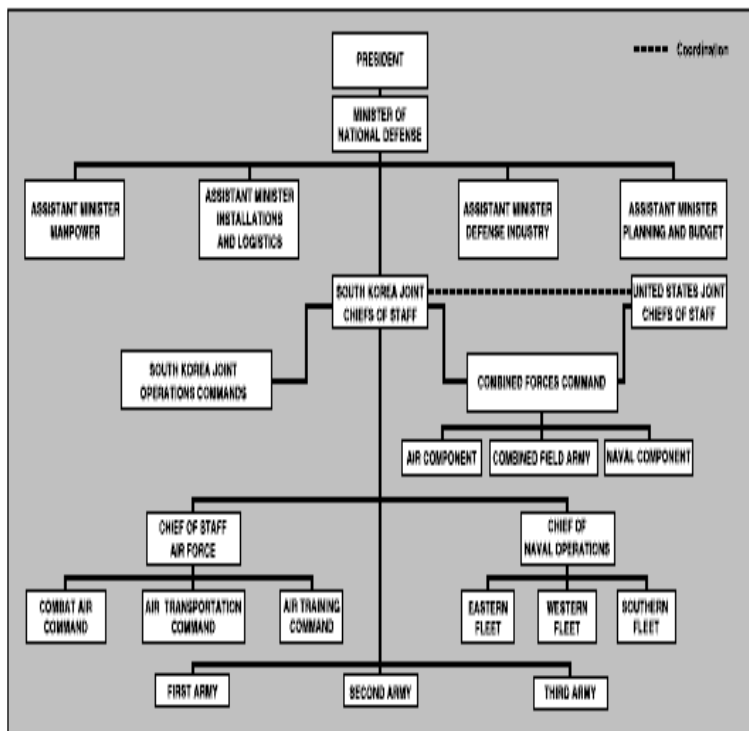 PRESIDENT
Coordination
MINISTER OF
NATIONAL DEFENSE
ASSISTANT MINISTER
MANPOWER
ASSISTANT MINISTER
INSTALLATIONS
AND LOGISTICS
ASSISTANT MINISTER
DEFENSE INDUSTRY
ASSISTANT MINISTER
PLANNING AND BUDGET
SOUTH KOREA JOINT
CHIEFS OF STAFF
UNITED STATES JOINT
CHIEFS OF STAFF
SOUTH KOREA JOINT
OPERATIONS COMMANDS
COMBINED FORCES COMMAND
AIR COMPONENT
COMBINED FIELD ARMY
NAVAL COMPONENT
CHIEF OF STAFF
AIR FORCE
CHIEF OF
NAVAL OPERATIONS
COMBAT AIR
COMMAND
AIR TRANSPORTATION
COMMAND
AIR TRAINING
COMMAND
EASTERN
FLEET
WESTERN
FLEET
SOUTHERN
FLEET
FIRST ARMY
SECOND ARMY
THIRD ARMY